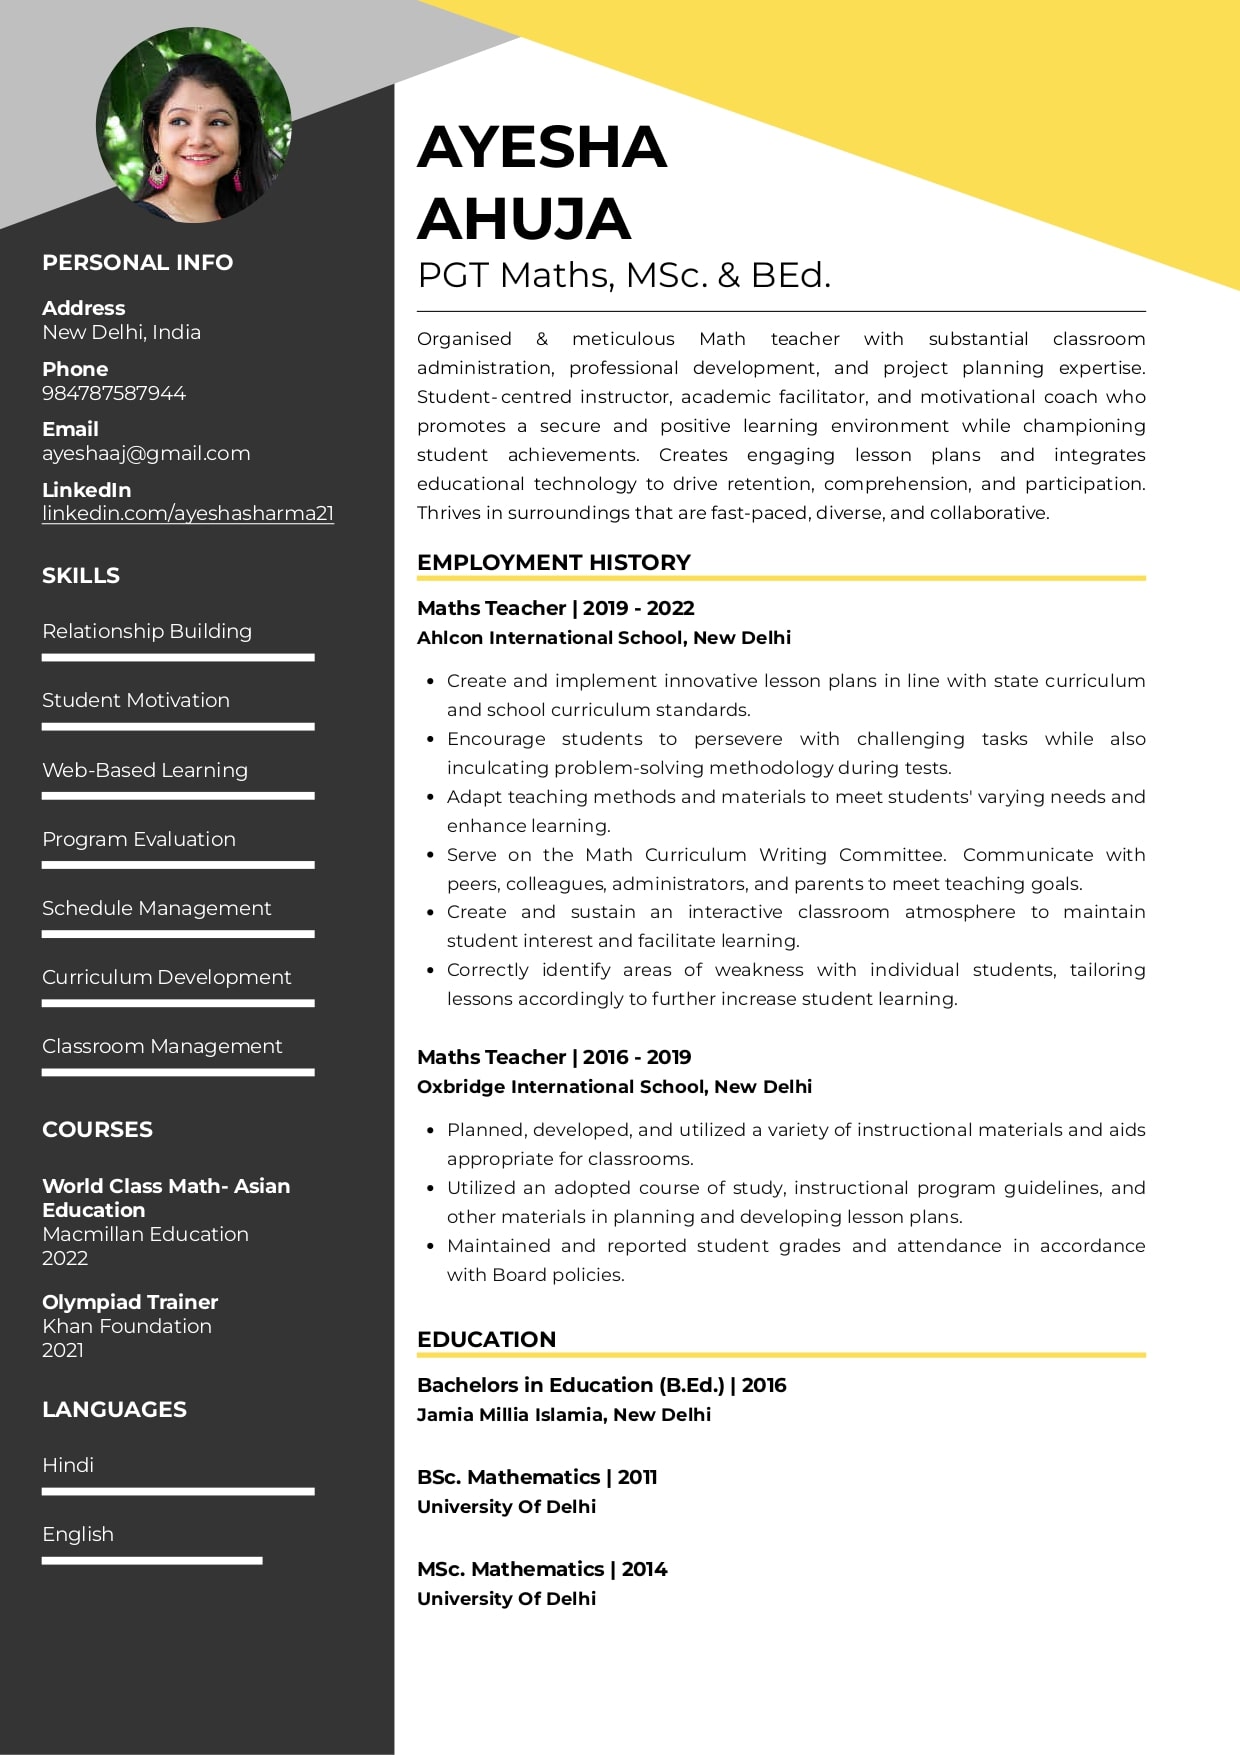 AYESHA
AHUJA
PGT Maths, MSc. & BEd.
Organised & meticulous Math teacher with substantial classroom
administration, professional development, and project planning expertise.
Student-centred instructor, academic facilitator, and motivational coach who
promotes a secure and positive learning environment while championing
student achievements. Creates engaging lesson plans and integrates
educational technology to drive retention, comprehension, and participation.
Thrives in surroundings that are fast-paced, diverse, and collaborative.
PERSONAL INFO
Address
New Delhi, India
Phone
984787587944
Email
ayeshaaj@gmail.com
LinkedIn
linkedin.com/ayeshasharma21
SKILLS
Relationship Building
Student Motivation
Web-Based Learning
Program Evaluation
Schedule Management
Curriculum Development
Classroom Management
COURSES
World Class Math- Asian
Education
Macmillan Education
2022
Olympiad Trainer
Khan Foundation
2021
LANGUAGES
Hindi
English
EMPLOYMENT HISTORY
Maths Teacher | 2019 - 2022
Ahlcon International School, New Delhi
• Create and implement innovative lesson plans in line with state curriculum
and school curriculum standards.
• Encourage students to persevere with challenging tasks while also
inculcating problem-solving methodology during tests.
• Adapt teaching methods and materials to meet students' varying needs and
enhance learning.
• Serve on the Math Curriculum Writing Committee. Communicate with
peers, colleagues, administrators, and parents to meet teaching goals.
• Create and sustain an interactive classroom atmosphere to maintain
student interest and facilitate learning.
• Correctly identify areas of weakness with individual students, tailoring
lessons accordingly to further increase student learning.
Maths Teacher | 2016 - 2019
Oxbridge International School, New Delhi
• Planned, developed, and utilized a variety of instructional materials and aids
appropriate for classrooms.
• Utilized an adopted course of study, instructional program guidelines, and
other materials in planning and developing lesson plans.
• Maintained and reported student grades and attendance in accordance
with Board policies.
EDUCATION
Bachelors in Education (B.Ed.) | 2016
Jamia Millia Islamia, New Delhi
BSc. Mathematics | 2011
University Of Delhi
MSc. Mathematics | 2014
University Of Delhi